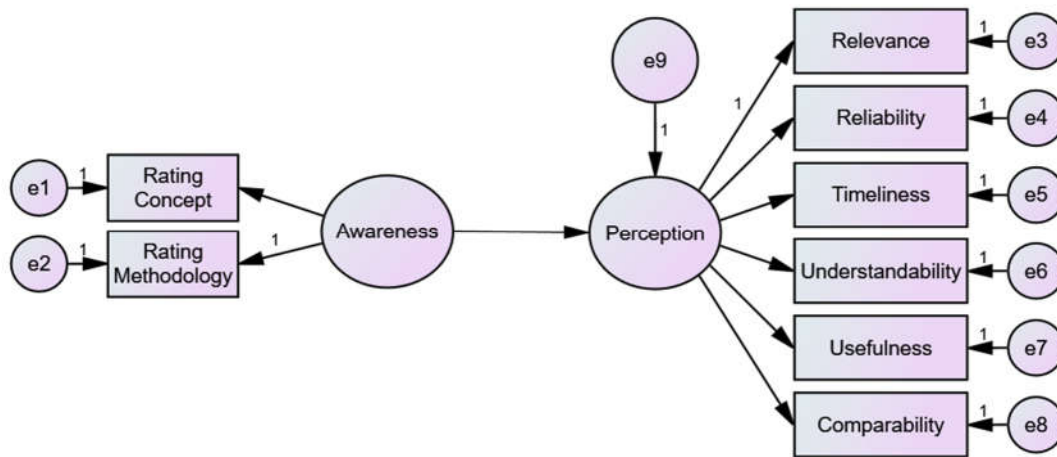 e1
1
Rating
Concept
e2
1
Rating
Methodology
1
Awareness
e9
1
Perception
1
Relevance
1
e3
Reliability
1
e4
Timeliness
1
e5
Understandability
1
e6
Usefulness
1
e7
Comparability
1
e8